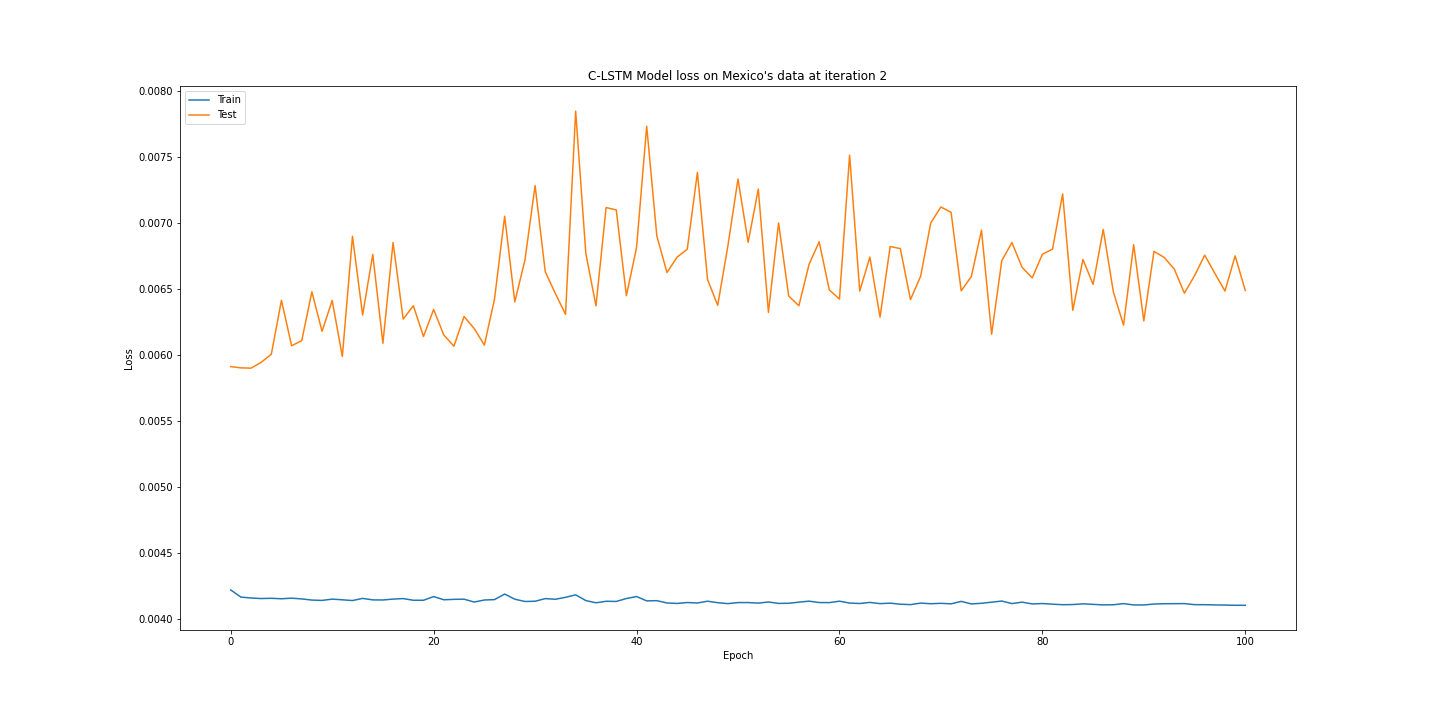 C-LSTM Model loss on Mexico's data at iteration 2
Train
Test
0.0080
0.0075
0.0070
0.0065
0.0060
0.0055
0.0050
0.0045
0.0040
Loss
0 20 40 60 80 100
Epoch